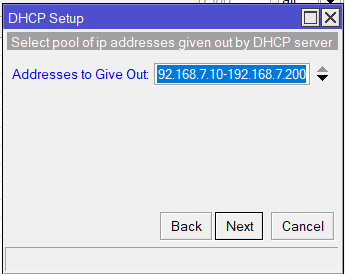 DHCP Setup
Select pool of ip addresses given out by DHCP server
Addresses to Give Out: 92.168.7.10-192.168.7.200
Back Next Cancel